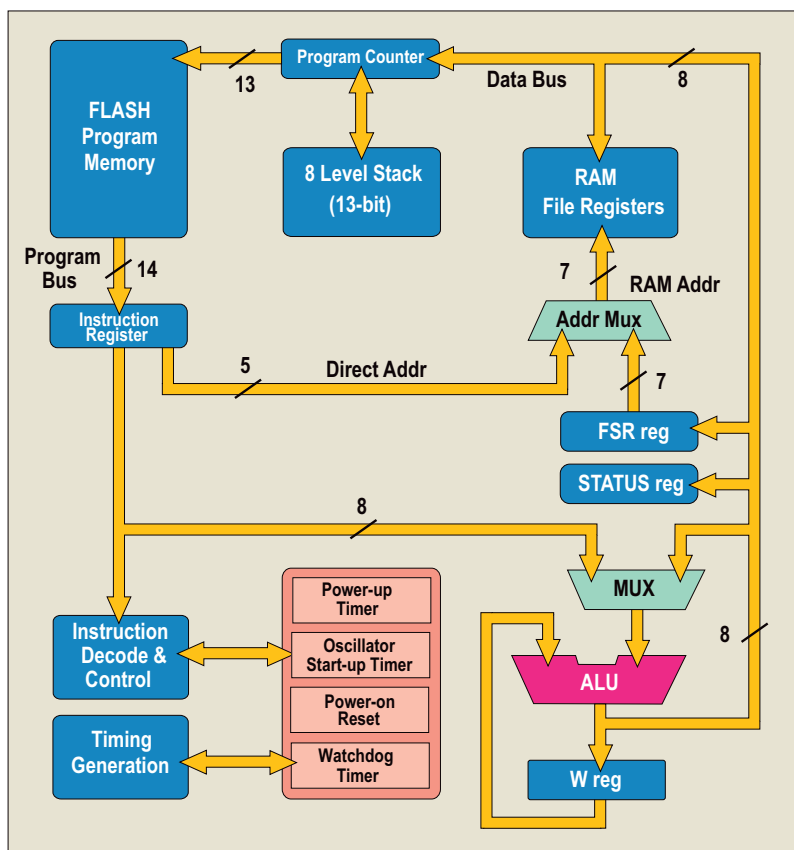 Program Counter
13
Data Bus
8
FLASH
Program
Memory
8 Level Stack
(13-bit)
RAM
File Registers
Program
Bus
14
7
RAM Addr
Instruction
Register
Addr Mux
5
Direct Addr
7
FSR reg
STATUS reg
8
MUX
Power-up
Timer
Instruction
Decode &
Control
Oscillator
Start-up Timer
8
ALU
Power-on
Reset
Timing
Generation
Watchdog
Timer
W reg